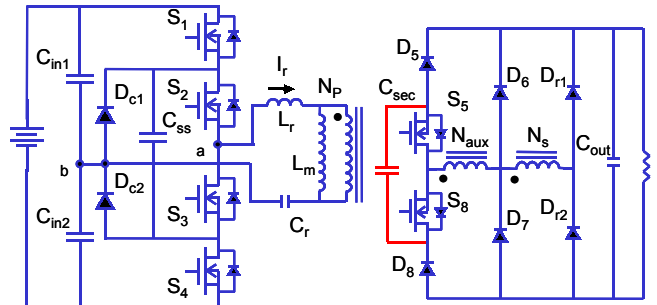 S1
Cin1
Dc1
S2
Css
a
b
Dc2
Cin2
S3
S4
Ir
Lr
NP
Lm
Cr
D5
Csec
S5
D6
Dr1
Naux
Ns
Cout
S8
D7
Dr2
D8